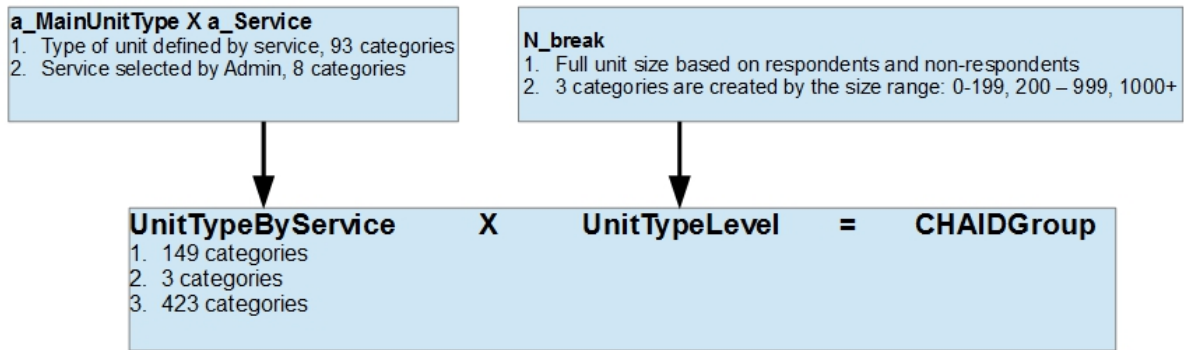 a_MainUnitType X a_Service
1. Type of unit defined by service, 93 categories
2. Service selected by Admin, 8 categories
N_break
1. Full unit size based on respondents and non-respondents
2. 3 categories are created by the size range: 0-199, 200 – 999, 1000+
UnitTypeByService X UnitTypeLevel = CHAIDGroup
1. 149 categories
2. 3 categories
3. 423 categories